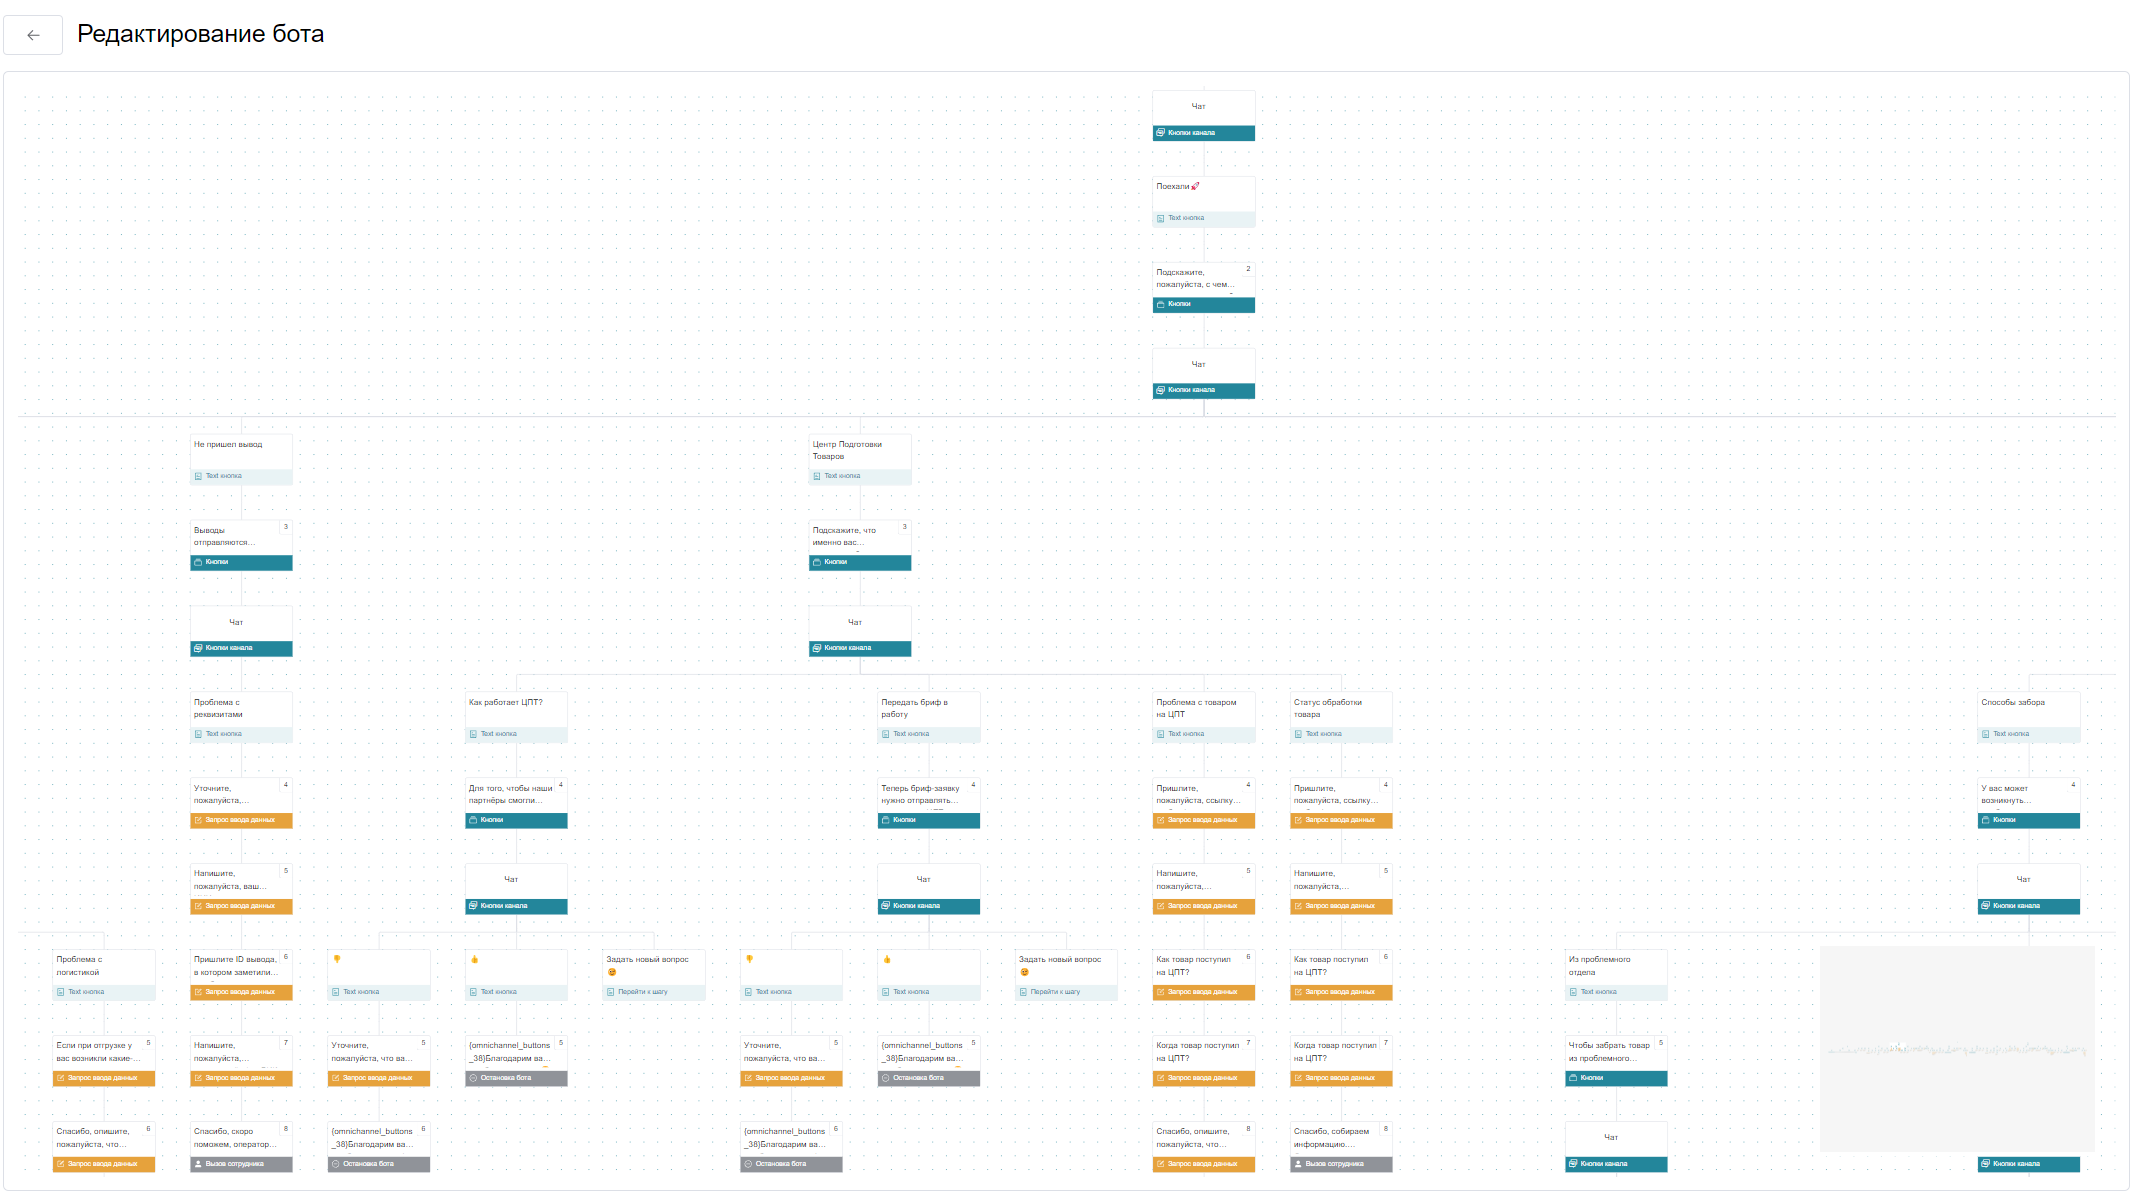 Редактирование бота
Чат
Кнопки канала
Поехали🚀
Text кнопка
Подскажите,
пожалуйста, с чем...
2
Кнопки
Чат
Кнопки канала
Не пришел вывод
Text кнопка
Центр Подготовки
Товаров
Text кнопка
Выводы
отправляются...
3
Кнопки
Подскажите, что
именно вас...
3
Кнопки
Чат
Кнопки канала
Чат
Кнопки канала
Проблема с
реквизитами
Text кнопка
Как работает ЦПТ?
Text кнопка
Передать бриф в
работу
Text кнопка
Проблема с товаром
на ЦПТ
Text кнопка
Статус обработки
товара
Text кнопка
Способы забора
Text кнопка
Уточните,
пожалуйста,...
4
Запрос ввода данных
Для того, чтобы наши
партнёры смогли...
4
Кнопки
Теперь бриф-заявку
нужно отправлять...
4
Кнопки
Пришлите,
пожалуйста, ссылку...
4
Запрос ввода данных
Пришлите,
пожалуйста, ссылку...
4
Запрос ввода данных
У вас может
возникнуть...
4
Кнопки
Напишите,
пожалуйста, ваш...
5
Запрос ввода данных
Чат
Кнопки канала
Чат
Кнопки канала
Напишите,
пожалуйста,...
5
Запрос ввода данных
Напишите,
пожалуйста,...
5
Запрос ввода данных
Чат
Кнопки канала
Проблема с
логистикой
Text кнопка
Пришлите ID вывода,
в котором заметили...
6
Запрос ввода данных
👎
Text кнопка
👍
Text кнопка
Задать новый вопрос
😊
Перейти к шагу
👎
Text кнопка
👍
Text кнопка
Задать новый вопрос
😊
Перейти к шагу
Как товар поступил
на ЦПТ?
6
Запрос ввода данных
Как товар поступил
на ЦПТ?
6
Запрос ввода данных
Из проблемного
отдела
Text кнопка
Если при отгрузке у
вас возникли какие-...
5
Запрос ввода данных
Напишите,
пожалуйста,...
7
Запрос ввода данных
Уточните,
пожалуйста, что ва...
5
Запрос ввода данных
{omnichannel_buttons
_38}Благодарим ва...
5
Остановка бота
Уточните,
пожалуйста, что ва...
5
Запрос ввода данных
{omnichannel_buttons
_38}Благодарим ва...
5
Остановка бота
Когда товар поступил
на ЦПТ?
7
Запрос ввода данных
Когда товар поступил
на ЦПТ?
7
Запрос ввода данных
Чтобы забрать товар
из проблемного...
5
Кнопки
Спасибо, опишите,
пожалуйста, что...
6
Запрос ввода данных
Спасибо, скоро
поможем, оператор...
8
Вызов сотрудника
{omnichannel_buttons
_38}Благодарим ва...
6
Остановка бота
{omnichannel_buttons
_38}Благодарим ва...
6
Остановка бота
Спасибо, опишите,
пожалуйста, что...
8
Запрос ввода данных
Спасибо, собираем
информацию....
8
Вызов сотрудника
Чат
Кнопки канала
Кнопки канала